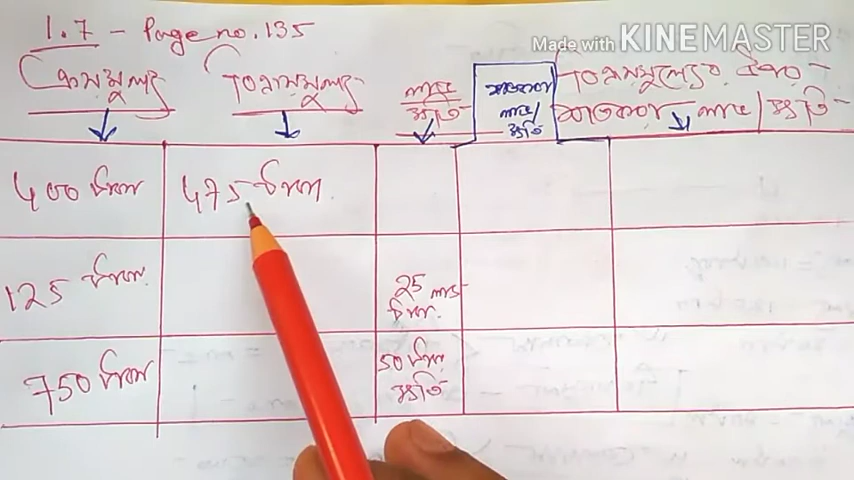 1.7 - Page no. 135
Made with KINEMASTER
ক্রয়মূল্য
বিক্রয়মূল্য
লাভ/
ক্ষতি
শতকরা
লাভ/
ক্ষতি
বিক্রয়মূল্যের উপর
শতকরা লাভ / ক্ষতি
400 টাকা
475 টাকা
125 টাকা
25 লাভ
টাকা
750 টাকা
50 টাকা
ক্ষতি